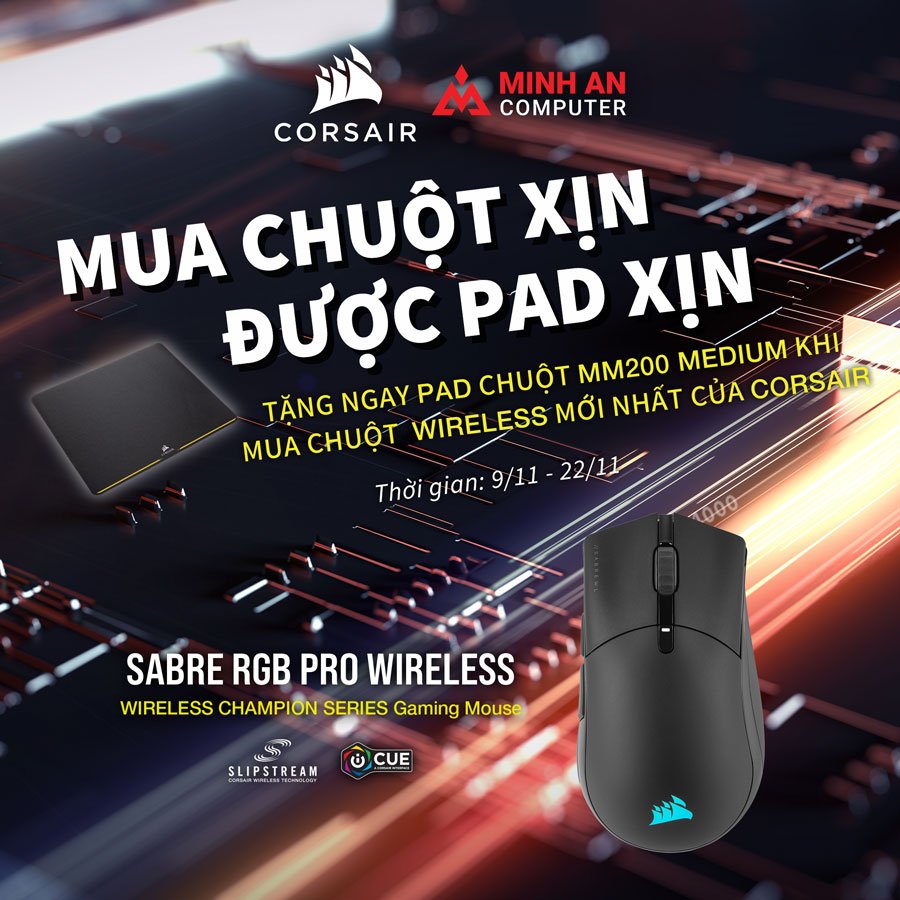 CORSAIR
MINH AN
COMPUTER
MUA CHUỘT XỊN
ĐƯỢC PAD XỊN
TẶNG NGAY PAD CHUỘT MM200 MEDIUM KHI
MUA CHUỘT WIRELESS MỚI NHẤT CỦA CORSAIR
Thời gian: 9/11 - 22/11
SABRE RGB PRO WIRELESS
WIRELESS CHAMPION SERIES Gaming Mouse
SLIPSTREAM
CORSAIR WIRELESS TECHNOLOGY
iCUE
A CORSAIR INTERFACE